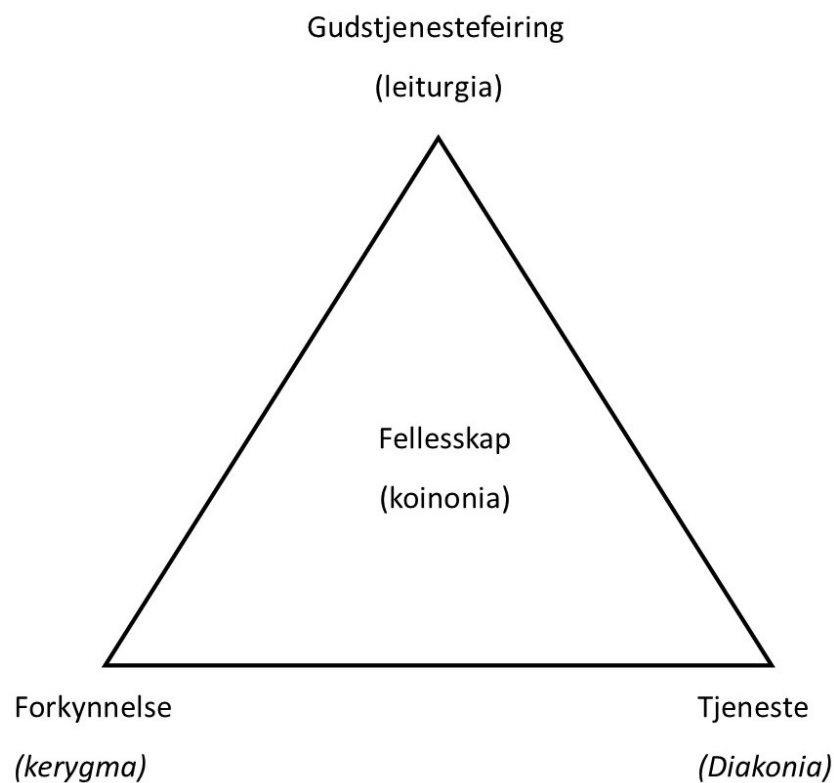 Gudstjenestefeiring
(leiturgia)
Fellesskap
(koinonia)
Forkynnelse
(kerygma)
Tjeneste
(Diakonia)